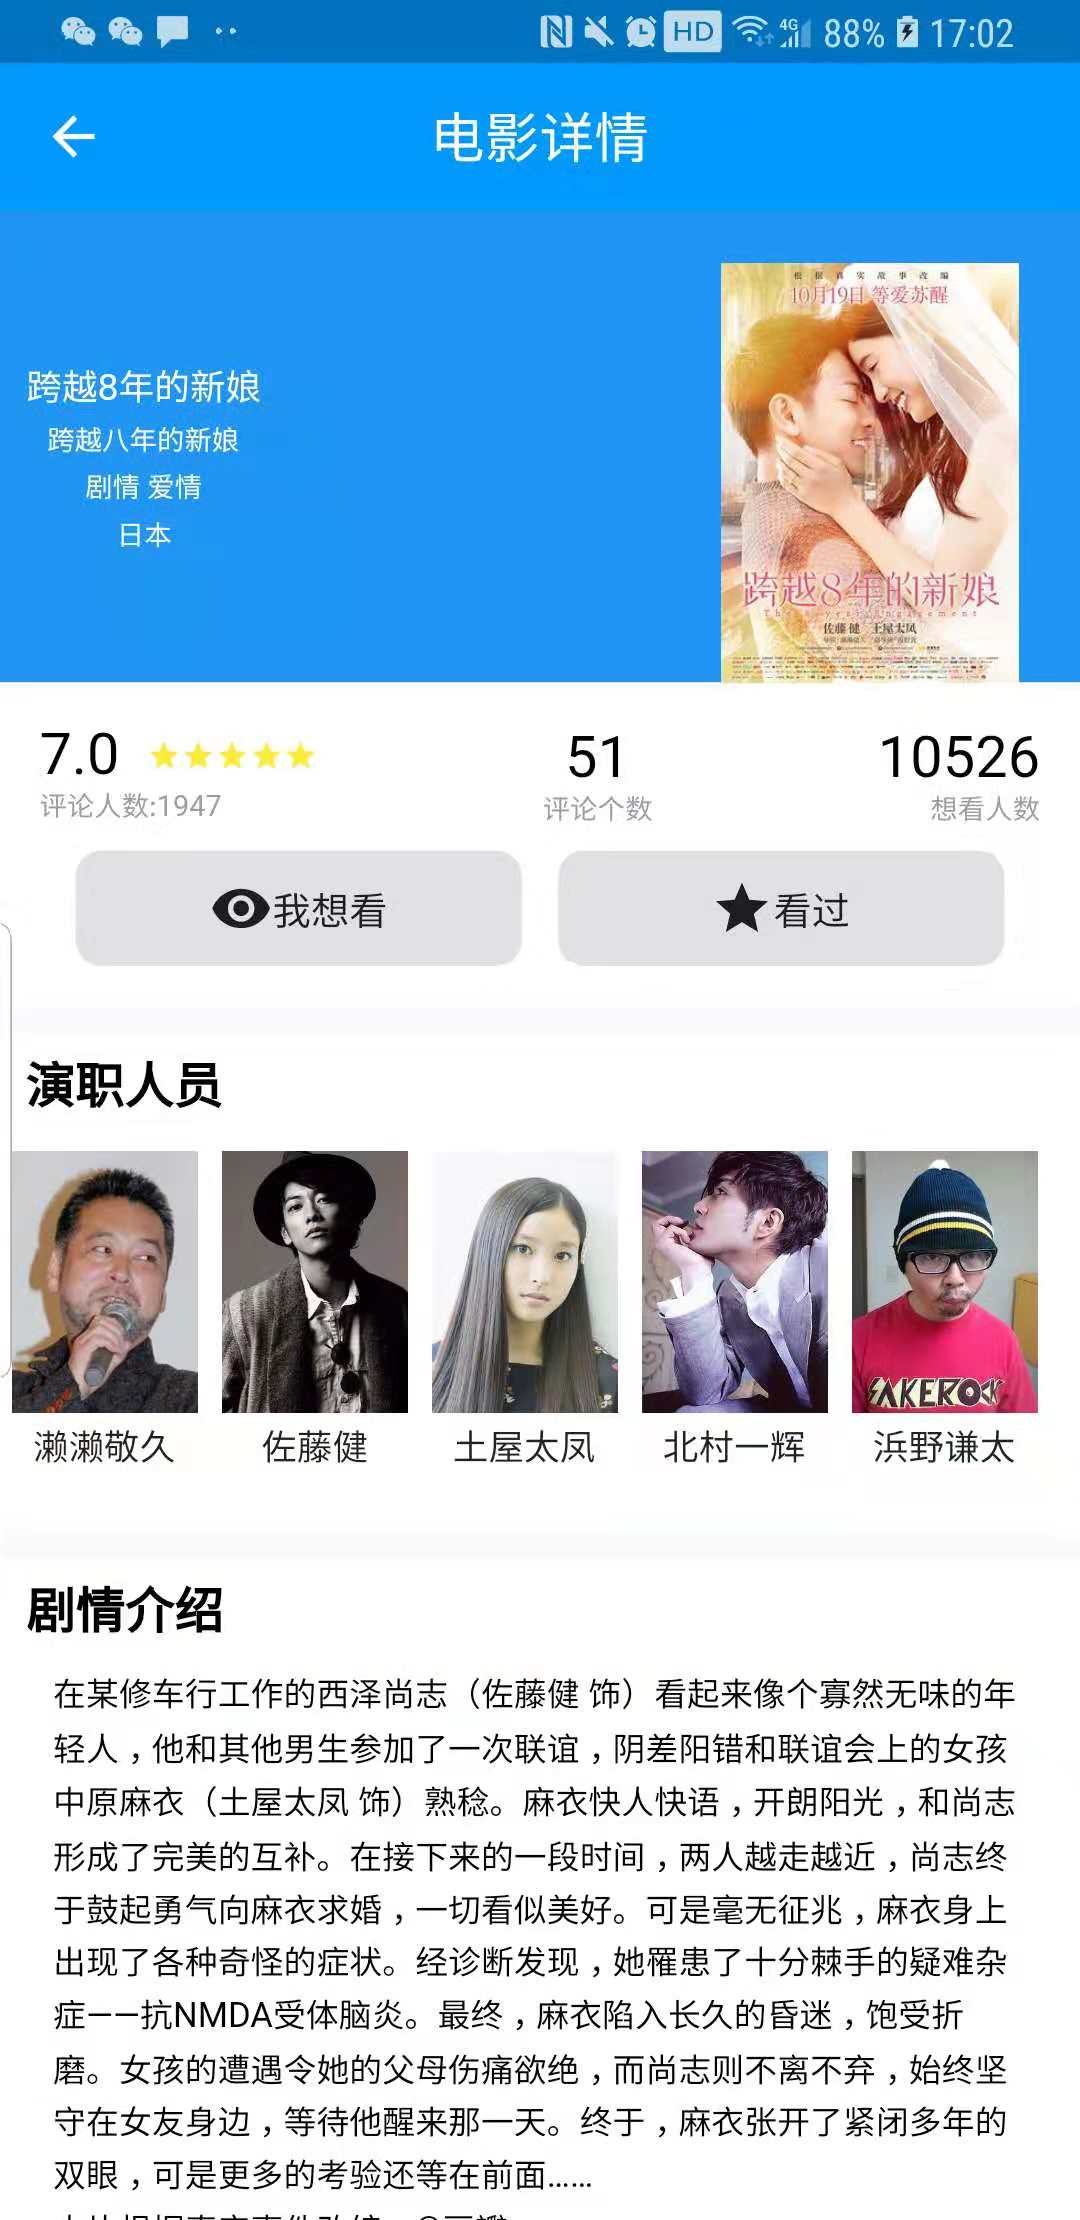 HD 4G 88% 17:02
电影详情
根据真实故事改编
10月19日 等爱苏醒
跨越8年的新娘
跨越八年的新娘
剧情 爱情
日本
跨越8年的新娘
佐藤健 土屋太凤
7.0
评论人数:1947
51
评论个数
10526
想看人数
我想看
看过
演职人员
SAKEROCK
濑濑敬久
佐藤健
土屋太凤
北村一辉
浜野谦太
剧情介绍
在某修车行工作的西泽尚志（佐藤健 饰）看起来像个寡然无味的年
轻人，他和其他男生参加了一次联谊，阴差阳错和联谊会上的女孩
中原麻衣（土屋太凤 饰）熟稔。麻衣快人快语，开朗阳光，和尚志
形成了完美的互补。在接下来的一段时间，两人越走越近，尚志终
于鼓起勇气向麻衣求婚，一切看似美好。可是毫无征兆，麻衣身上
出现了各种奇怪的症状。经诊断发现，她罹患了十分棘手的疑难杂
症——抗NMDA受体脑炎。最终，麻衣陷入长久的昏迷，饱受折
磨。女孩的遭遇令她的父母伤痛欲绝，而尚志则不离不弃，始终坚
守在女友身边，等待他醒来那一天。终于，麻衣张开了紧闭多年的
双眼，可是更多的考验还等在前面……